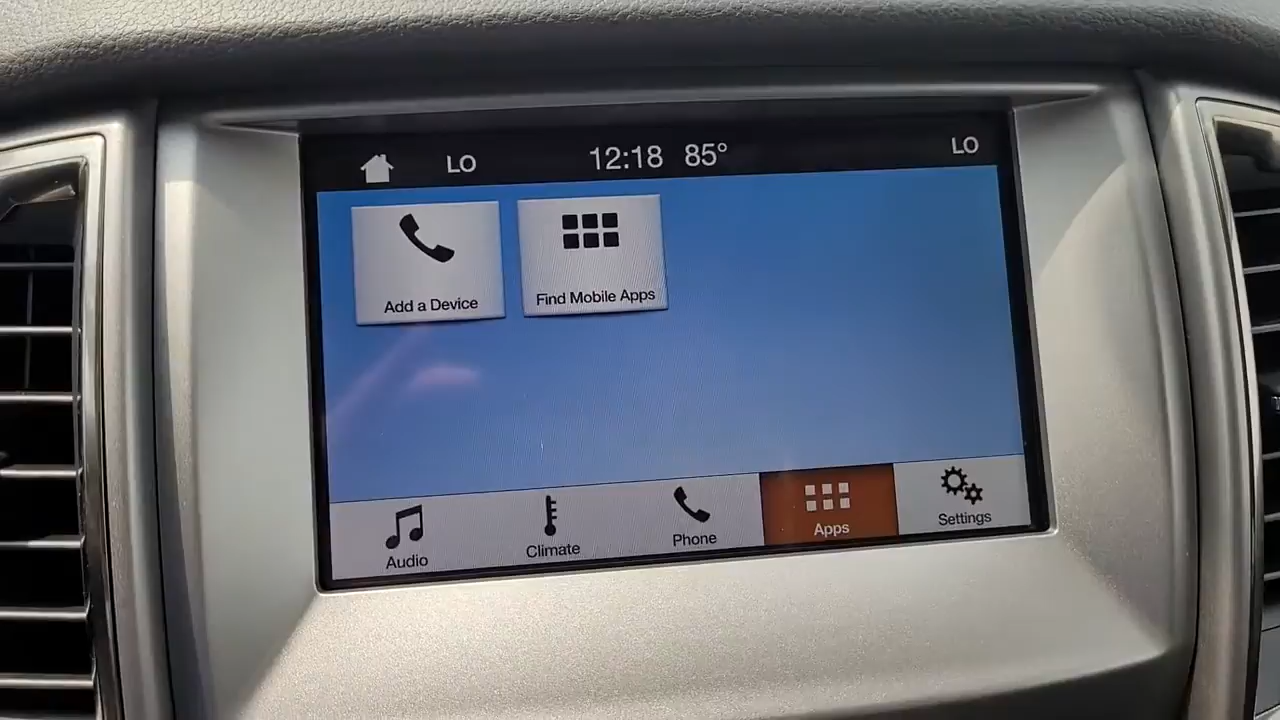 LO 12:18 85° LO
Add a Device
Find Mobile Apps
Audio
Climate
Phone
Apps
Settings